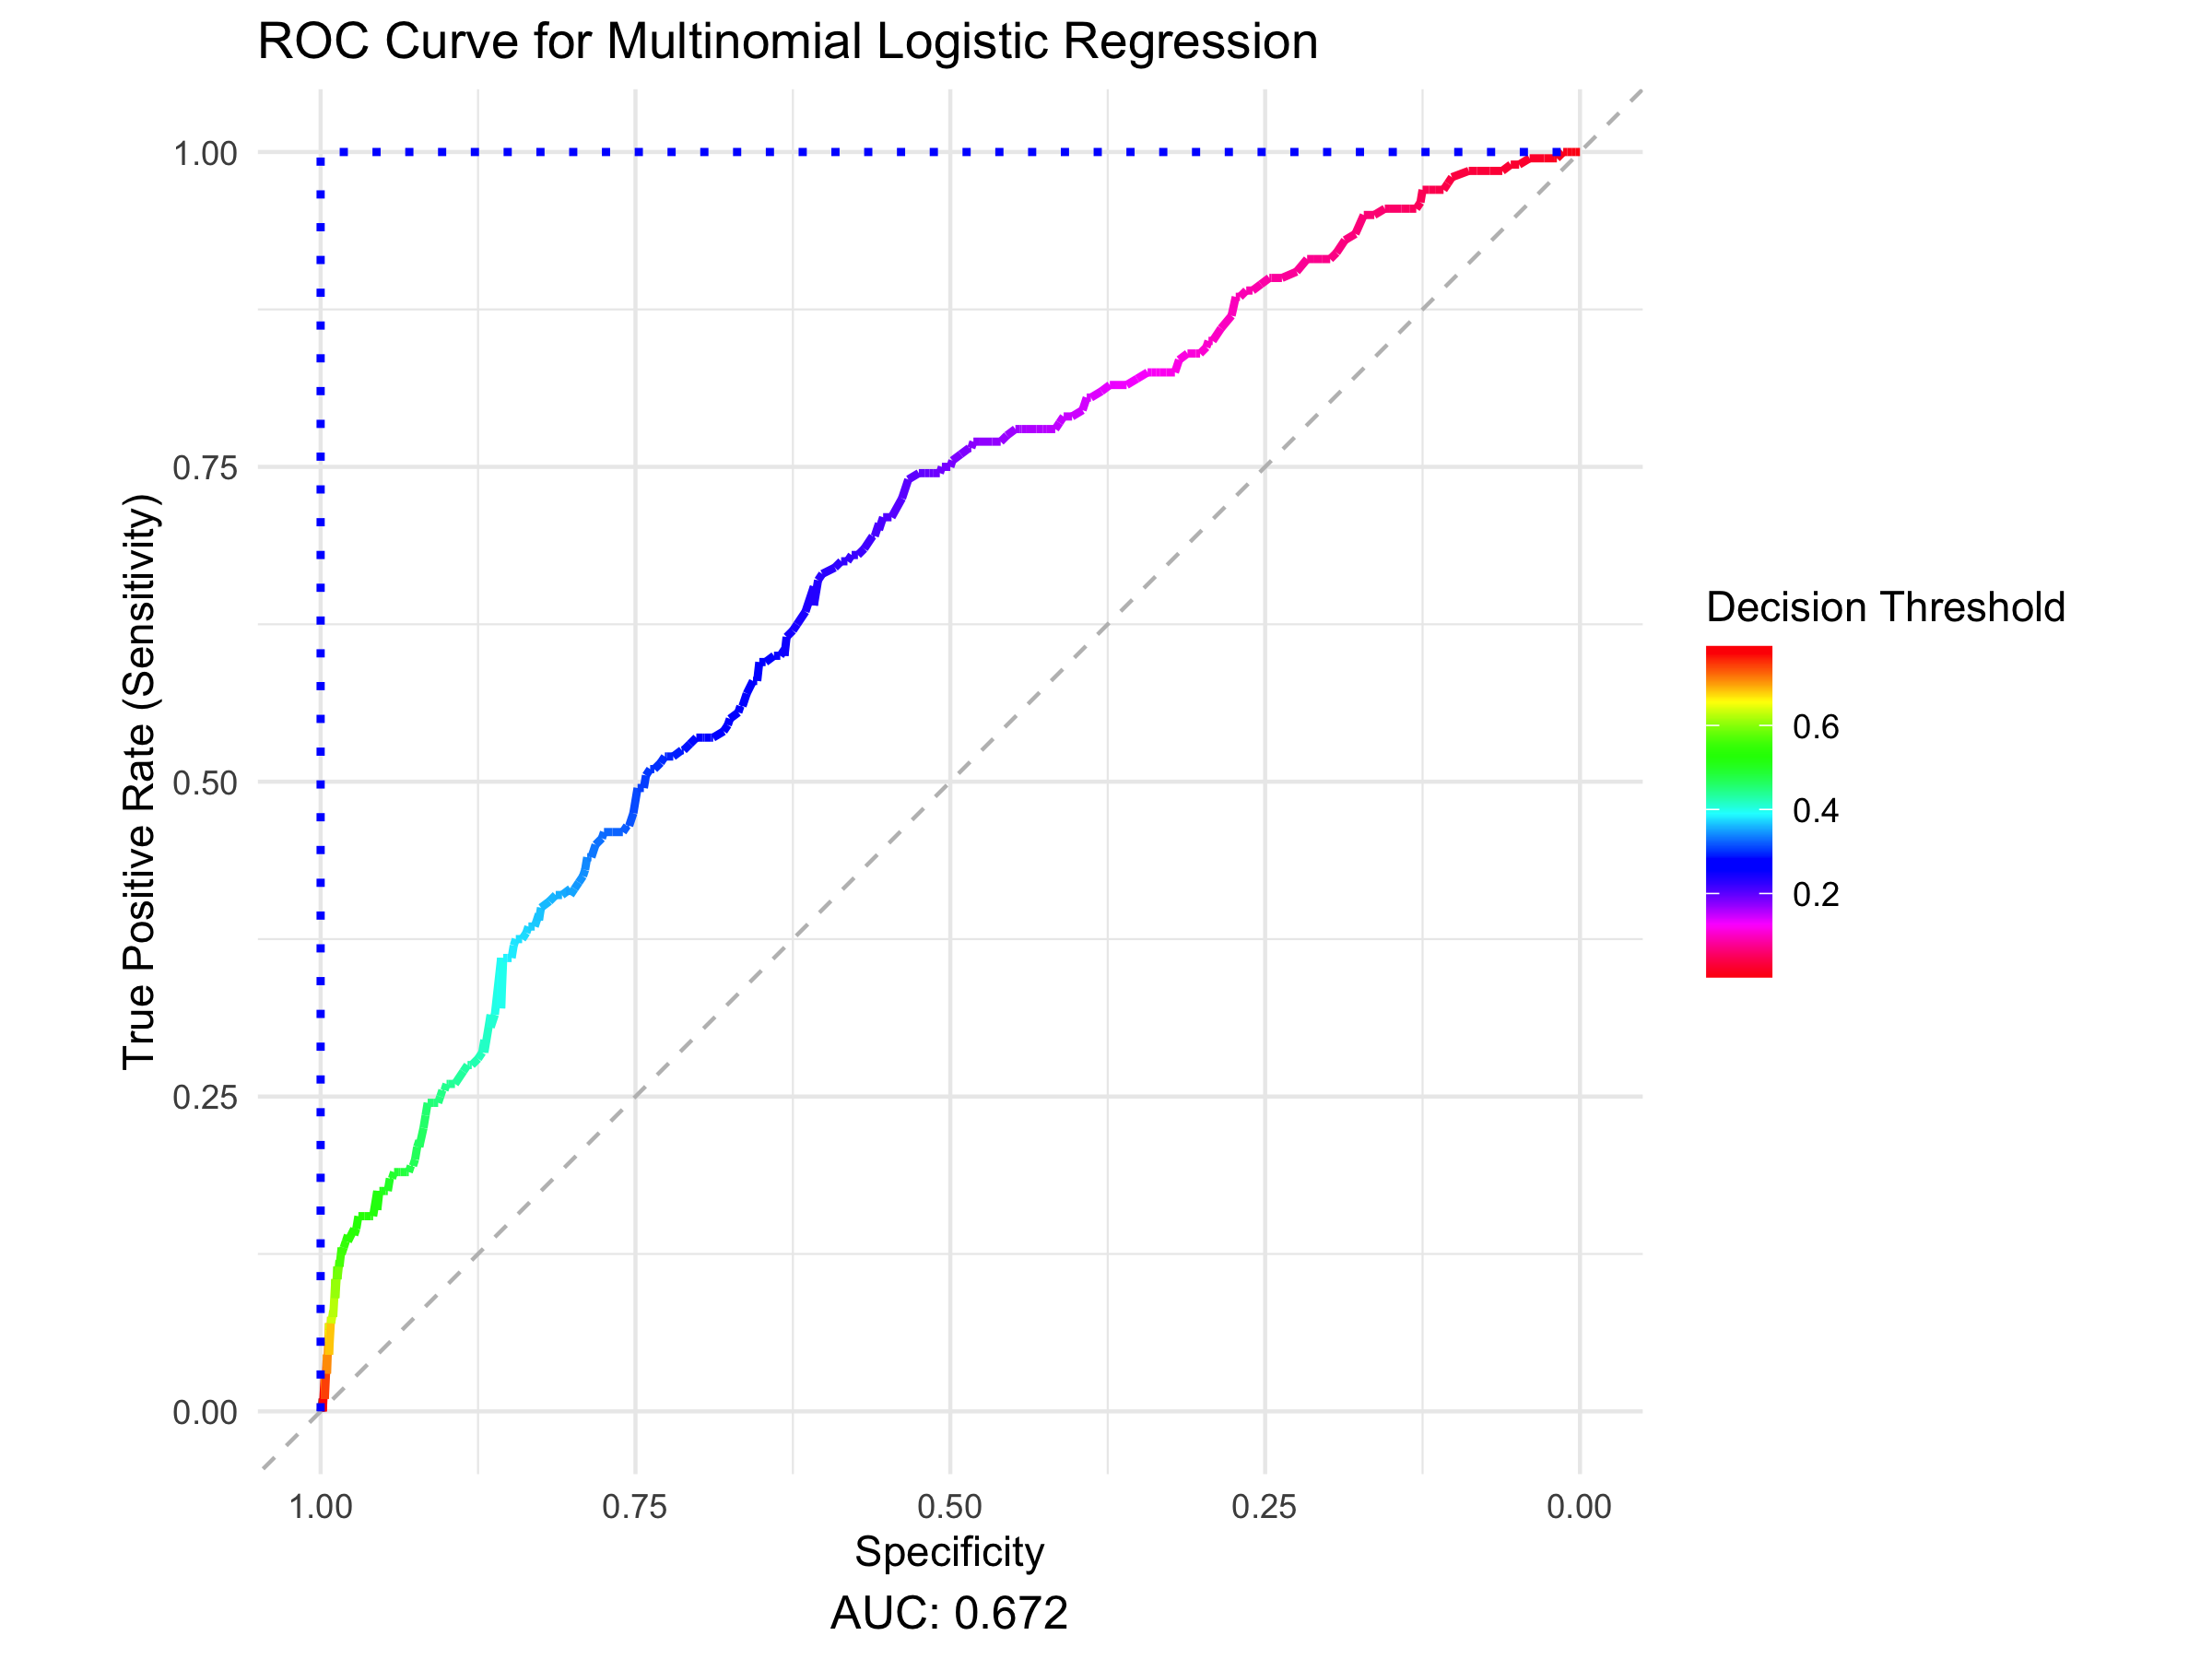 ROC Curve for Multinomial Logistic Regression
True Positive Rate (Sensitivity)
1.00
0.75
0.50
0.25
0.00
1.00
0.75
0.50
0.25
0.00
Specificity
AUC: 0.672
Decision Threshold
0.6
0.4
0.2